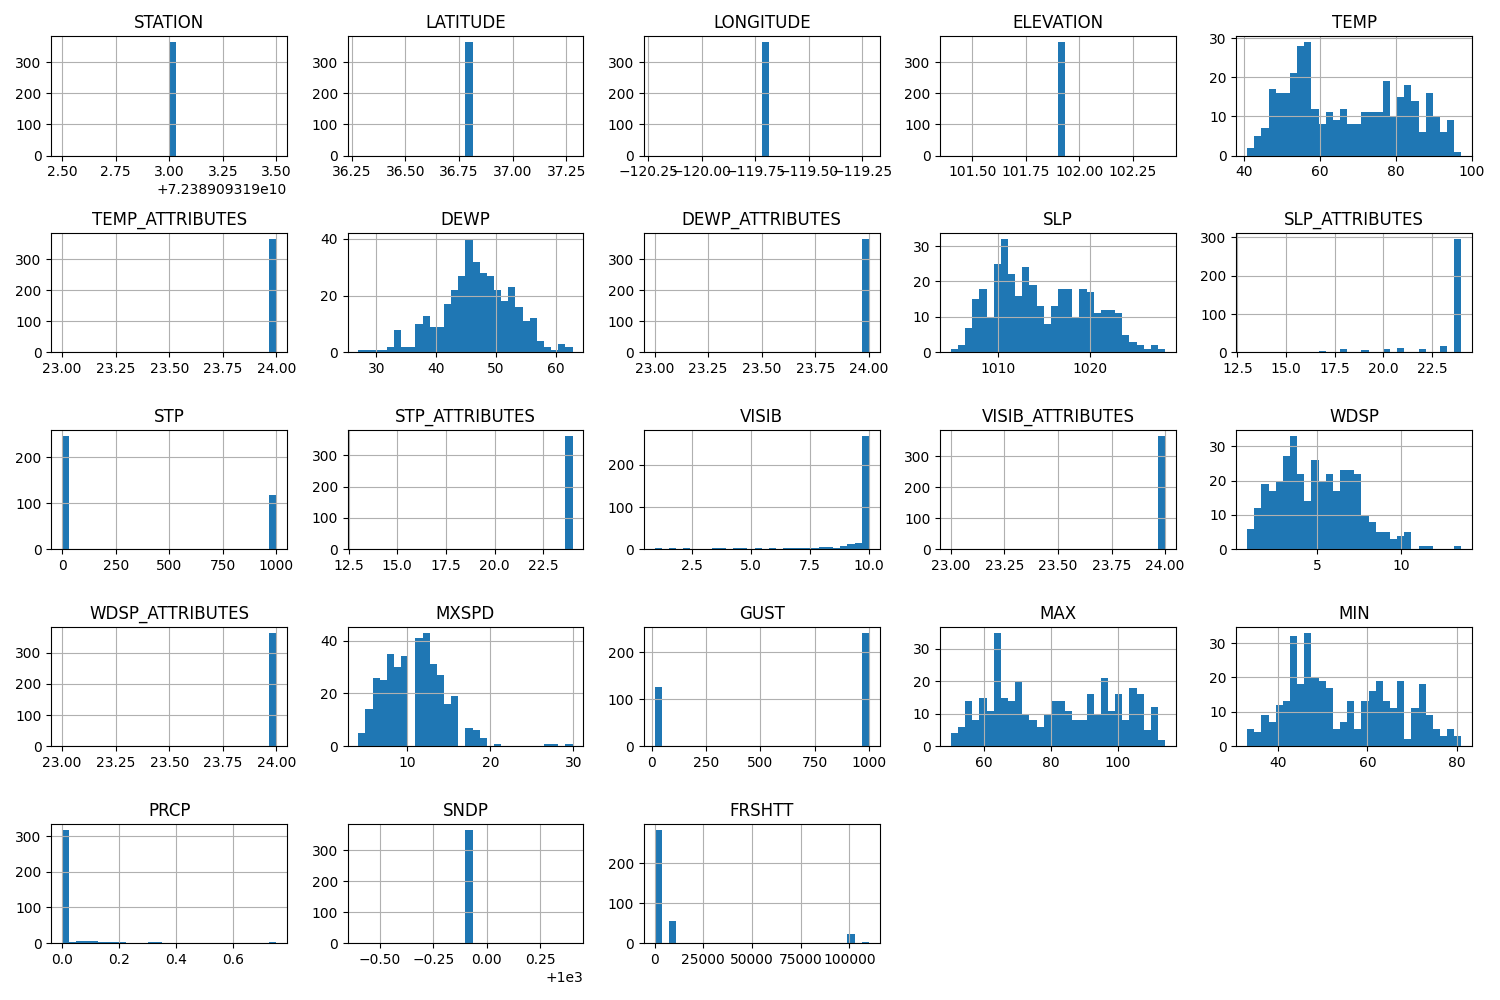 STATION LATITUDE LONGITUDE ELEVATION TEMP
300 300 300 300 30
200 200 200 200 20
100 100 100 100 10
0 0 0 0 0
2.50 2.75 3.00 3.25 3.50 36.25 36.50 36.75 37.00 37.25 −120.25 −120.00 −119.75 −119.50 −119.25 101.50 101.75 102.00 102.25 40 60 80 100
+7.238909319e10
TEMP_ATTRIBUTES DEWP DEWP_ATTRIBUTES SLP SLP_ATTRIBUTES
300 40 300 30 300
200 20 200 20 200
100 0 100 10 100
0 0 0 0
23.00 23.25 23.50 23.75 24.00 30 40 50 60 23.00 23.25 23.50 23.75 24.00 1010 1020 12.5 15.0 17.5 20.0 22.5
STP STP_ATTRIBUTES VISIB VISIB_ATTRIBUTES WDSP
200 300 200 300 30
100 200 100 200 20
0 100 0 100 10
0 0 0
0 250 500 750 1000 12.5 15.0 17.5 20.0 22.5 2.5 5.0 7.5 10.0 23.00 23.25 23.50 23.75 24.00 5 10
WDSP_ATTRIBUTES MXSPD GUST MAX MIN
300 40 200 30 30
200 20 100 20 20
100 0 0 10 10
0 0 0
23.00 23.25 23.50 23.75 24.00 10 20 30 0 250 500 750 1000 60 80 100 40 60 80
PRCP SNDP FRSHTT
300 300 200
200 200 100
100 100 0
0 0
0.0 0.2 0.4 0.6 −0.50 −0.25 0.00 0.25 0 25000 50000 75000 100000
+1e3